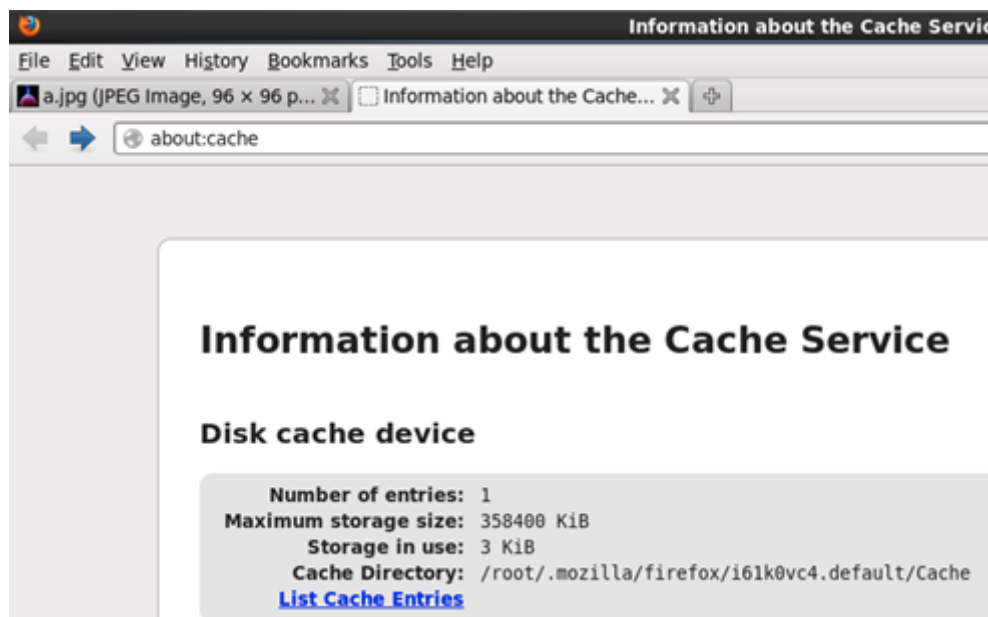 Information about the Cache Servic
File Edit View History Bookmarks Tools Help
a.jpg (JPEG Image, 96 × 96 p... Information about the Cache...
about:cache
Information about the Cache Service
Disk cache device
Number of entries: 1
Maximum storage size: 358400 KiB
Storage in use: 3 KiB
Cache Directory: /root/.mozilla/firefox/i61k0vc4.default/Cache
List Cache Entries